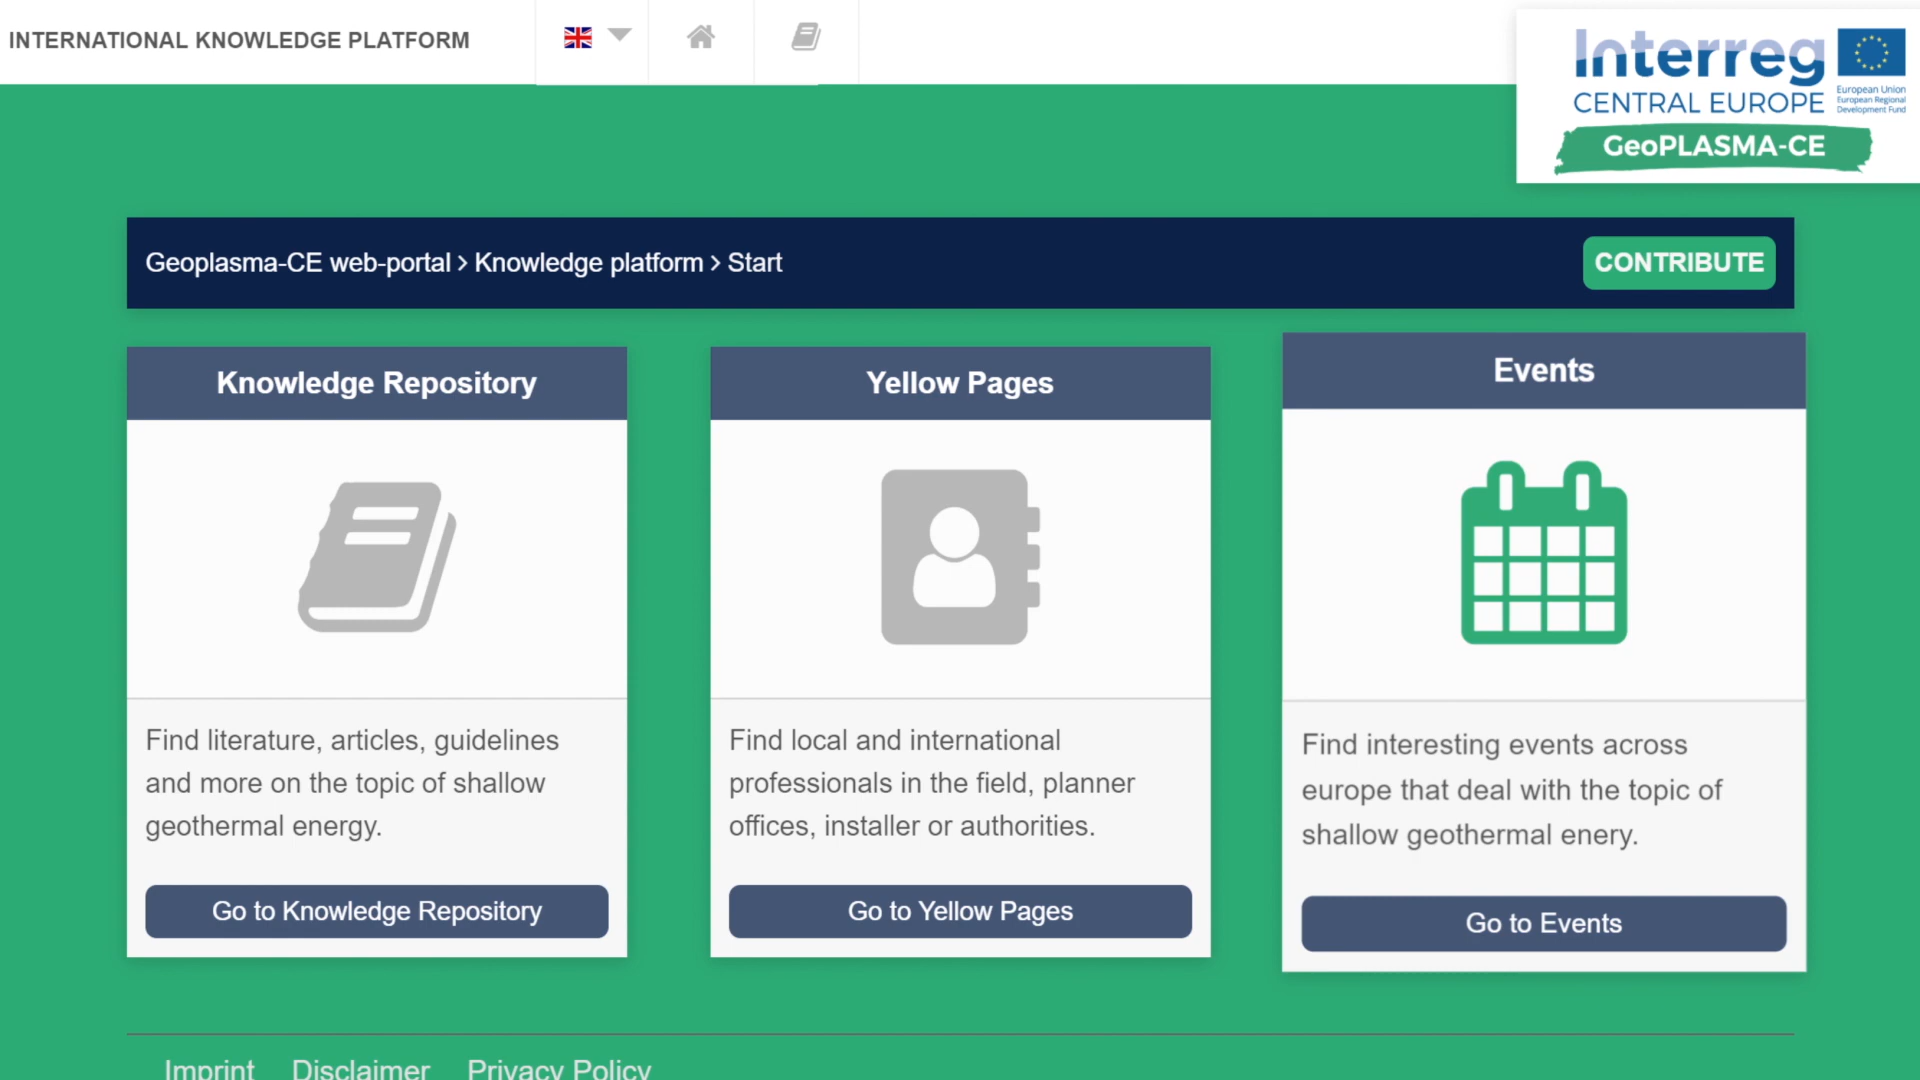 INTERNATIONAL KNOWLEDGE PLATFORM
Interreg
CENTRAL EUROPE
European Union
European Regional
Development Fund
GeoPLASMA-CE
Geoplasma-CE web-portal › Knowledge platform › Start
CONTRIBUTE
Knowledge Repository
Find literature, articles, guidelines
and more on the topic of shallow
geothermal energy.
Go to Knowledge Repository
Yellow Pages
Find local and international
professionals in the field, planner
offices, installer or authorities.
Go to Yellow Pages
Events
Find interesting events across
europe that deal with the topic of
shallow geothermal enery.
Go to Events
Imprint Disclaimer Privacy Policy